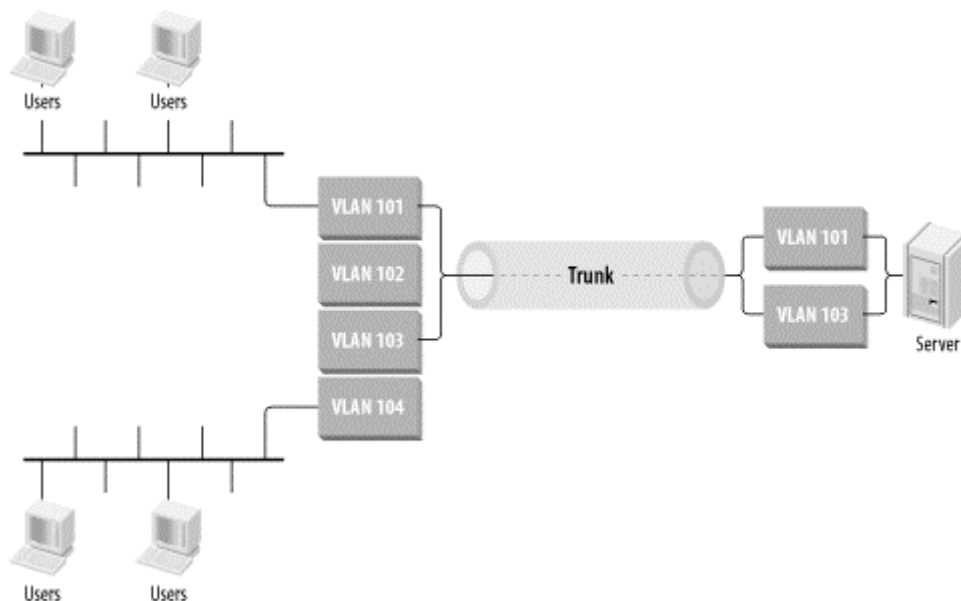 Users
Users
VLAN 101
VLAN 102
VLAN 103
VLAN 104
Trunk
VLAN 101
VLAN 103
Server
Users
Users